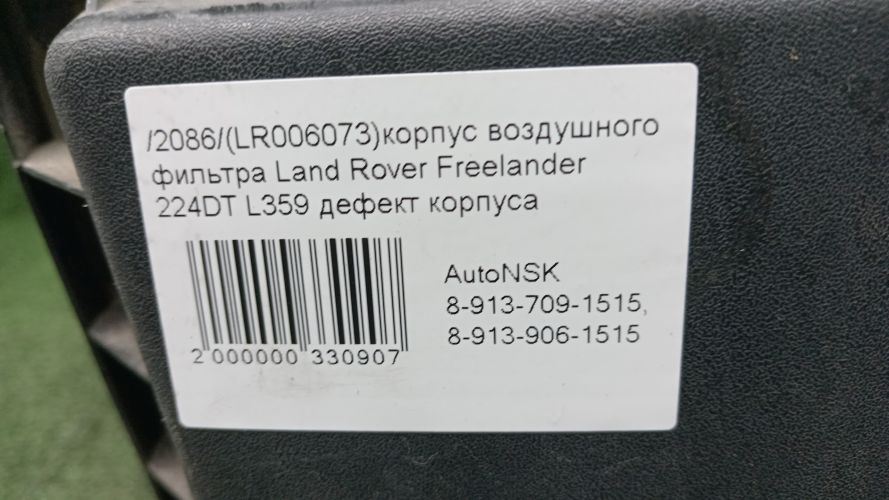 /2086/(LR006073)корпус воздушного
фильтра Land Rover Freelander
224DT L359 дефект корпуса
AutoNSK
8-913-709-1515,
8-913-906-1515
2 000000 330907